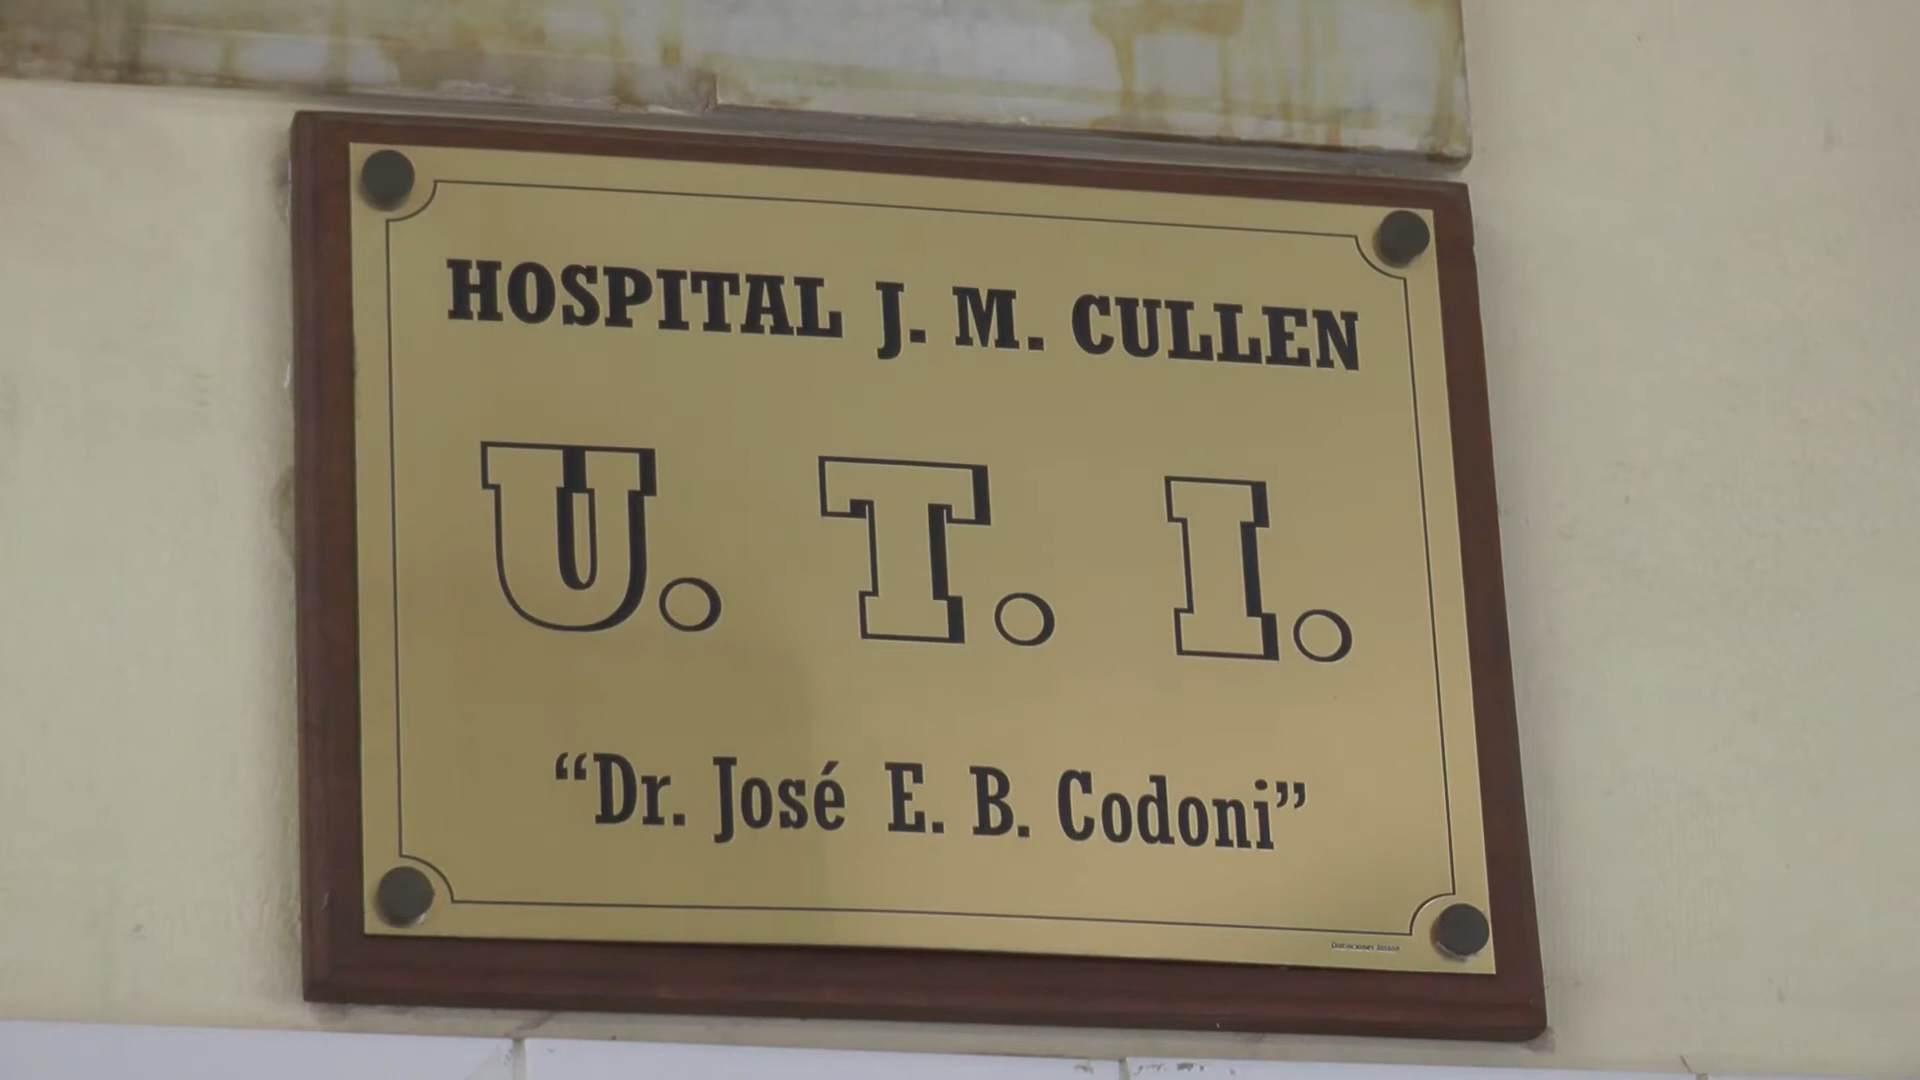 HOSPITAL J. M. CULLEN
U. T. I.
“Dr. José E. B. Codoni”